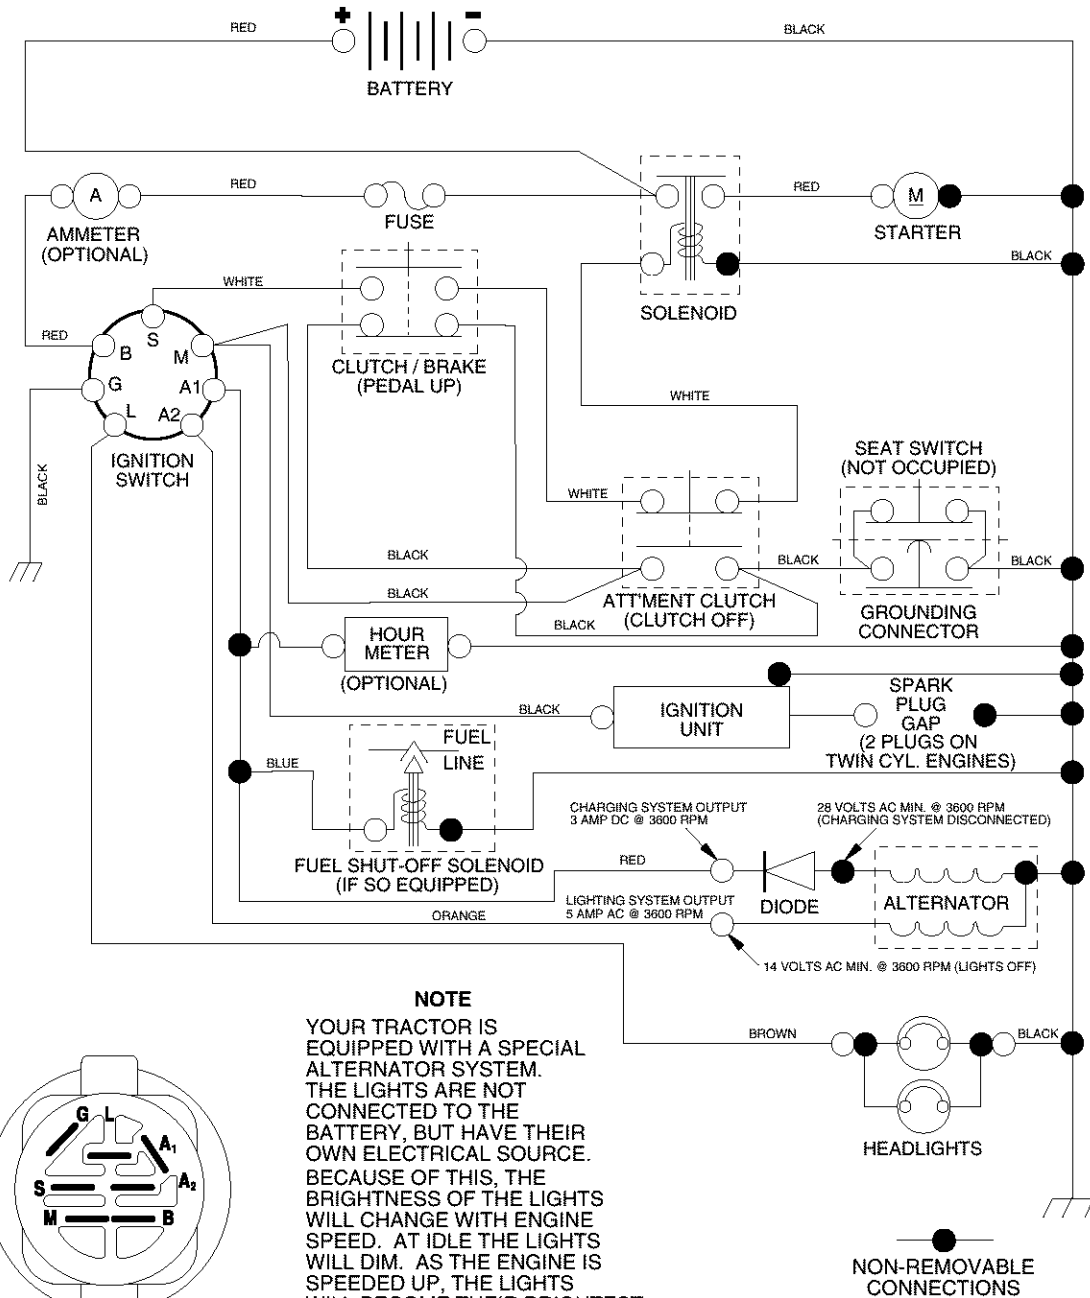 + -
RED
BLACK
BATTERY
A
RED
FUSE
RED
M
STARTER
AMMETER
(OPTIONAL)
BLACK
SOLENOID
WHITE
RED
S
B
M
G
A1
L
A2
IGNITION
SWITCH
CLUTCH / BRAKE
(PEDAL UP)
WHITE
BLACK
SEAT SWITCH
(NOT OCCUPIED)
WHITE
BLACK
BLACK
BLACK
BLACK
ATT'MENT CLUTCH
(CLUTCH OFF)
BLACK
GROUNDING
CONNECTOR
HOUR
METER
(OPTIONAL)
BLACK
IGNITION
UNIT
SPARK
PLUG
GAP
(2 PLUGS ON
TWIN CYL. ENGINES)
FUEL
LINE
BLUE
FUEL SHUT-OFF SOLENOID
(IF SO EQUIPPED)
CHARGING SYSTEM OUTPUT
3 AMP DC @ 3600 RPM
28 VOLTS AC MIN. @ 3600 RPM
(CHARGING SYSTEM DISCONNECTED)
RED
DIODE
ALTERNATOR
LIGHTING SYSTEM OUTPUT
5 AMP AC @ 3600 RPM
ORANGE
14 VOLTS AC MIN. @ 3600 RPM (LIGHTS OFF)
BROWN
BLACK
HEADLIGHTS
NOTE
YOUR TRACTOR IS
EQUIPPED WITH A SPECIAL
ALTERNATOR SYSTEM.
THE LIGHTS ARE NOT
CONNECTED TO THE
BATTERY, BUT HAVE THEIR
OWN ELECTRICAL SOURCE.
BECAUSE OF THIS, THE
BRIGHTNESS OF THE LIGHTS
WILL CHANGE WITH ENGINE
SPEED. AT IDLE THE LIGHTS
WILL DIM. AS THE ENGINE IS
SPEEDED UP, THE LIGHTS
WILL BECOME THEIR BRIGHTEST
G L
A1
A2
S
M
B
NON-REMOVABLE
CONNECTIONS